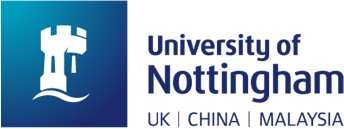 University of
Nottingham
UK | CHINA | MALAYSIA